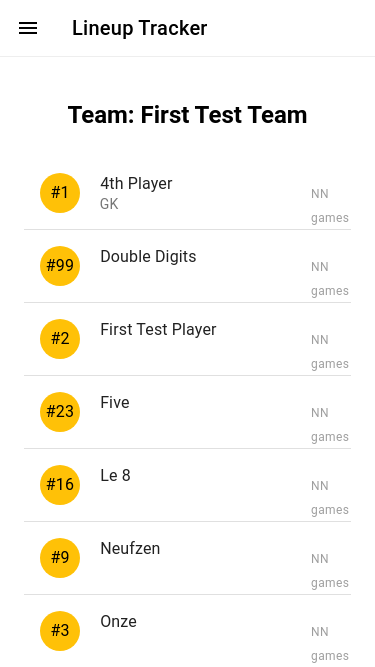 Lineup Tracker
Team: First Test Team
#1
4th Player
GK
NN
games
#99
Double Digits
NN
games
#2
First Test Player
NN
games
#23
Five
NN
games
#16
Le 8
NN
games
#9
Neufzen
NN
games
#3
Onze
NN
games